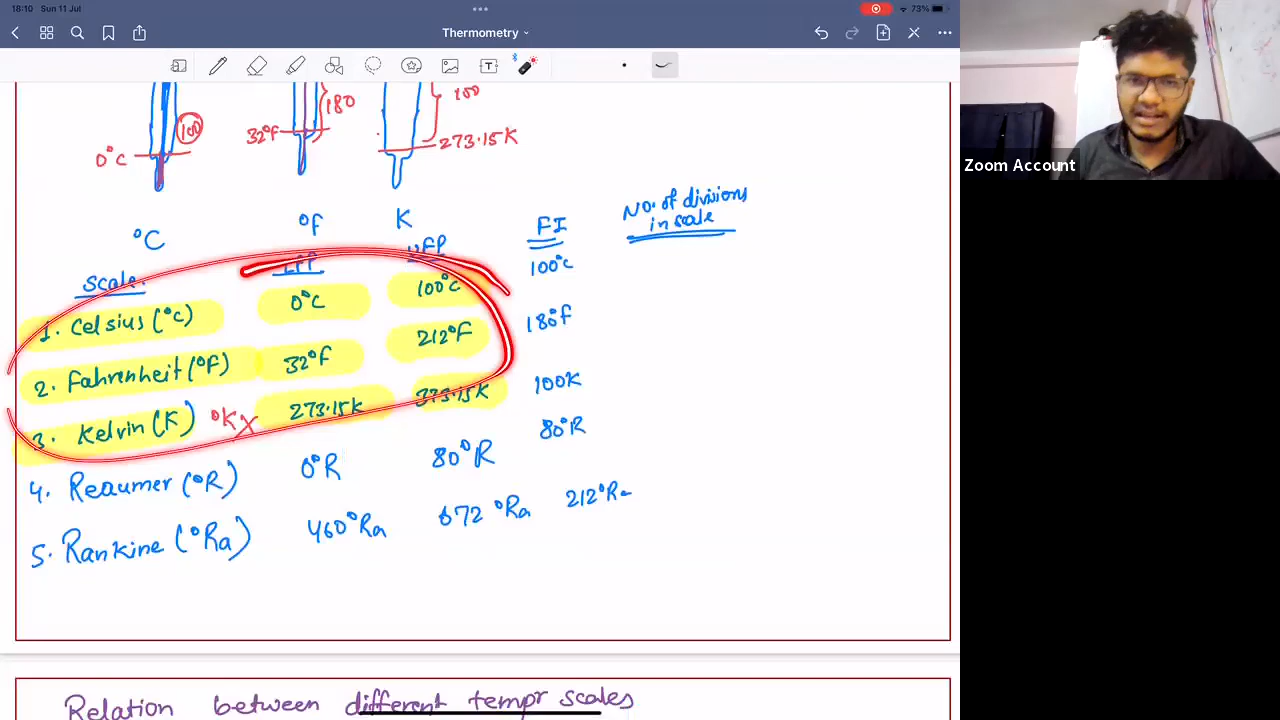 18:10 Sun 11 Jul
73%
Thermometry
Zoom Account
100
180
100
0°C
32°F
273.15K
°C
°F
K
Scale
LFP
UFP
FI
No. of divisions
in scale
1. Celsius (°C) 0°C 100°C 100°C
2. Fahrenheit (°F) 32°F 212°F 180°F
3. Kelvin (K) °K X 273.15K 373.15K 100K
4. Reaumer (°R) 0°R 80°R 80°R
5. Rankine (°Ra) 460°Ra 672°Ra 212°Ra
Relation between different tempr scales